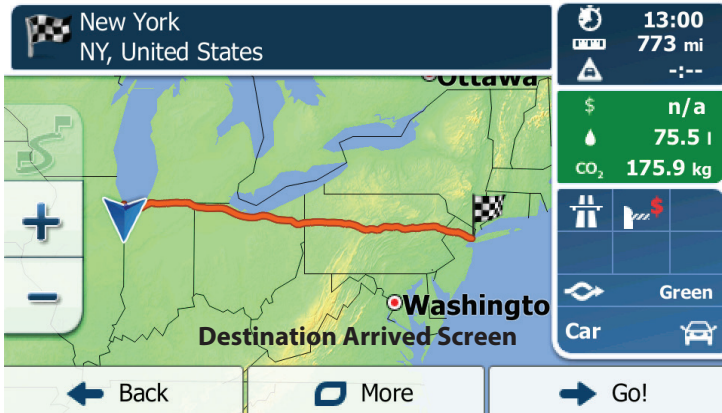 New York
NY, United States
13:00
773 mi
-:--
$ n/a
75.5 l
CO₂ 175.9 kg
$
Ottawa
Washingto
Destination Arrived Screen
Green
Car
+
−
Back
More
Go!